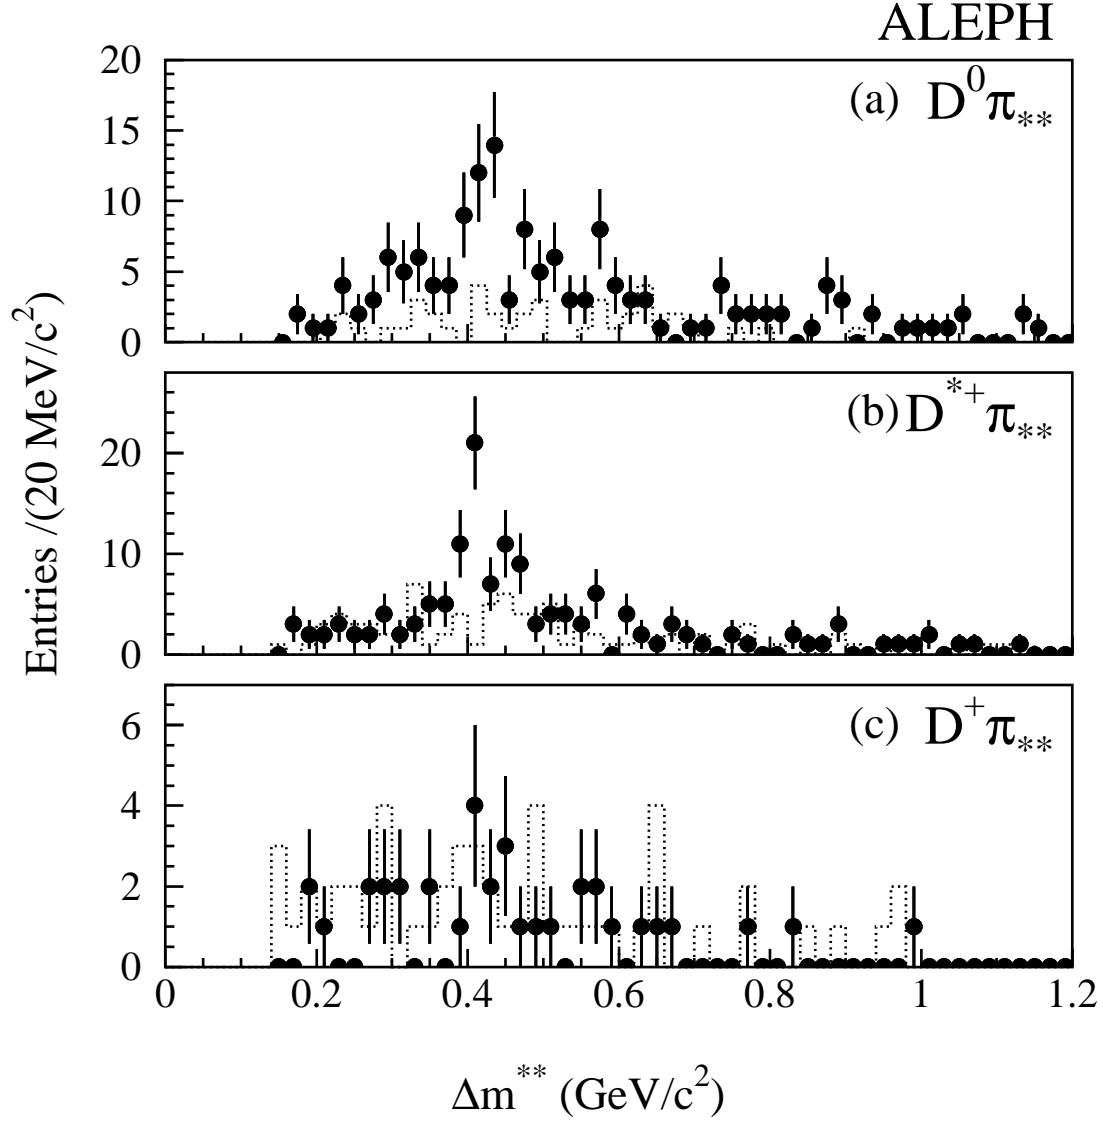 ALEPH
Entries /(20 MeV/c²)
20
15
10
5
0
(a) D⁰π**
20
10
0
(b) D*⁺π**
6
4
2
0
(c) D⁺π**
0 0.2 0.4 0.6 0.8 1 1.2
Δm** (GeV/c²)